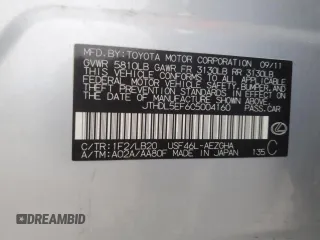 MFD. BY: TOYOTA MOTOR CORPORATION 09/11
GVWR 5810LB GAWR FR 3130LB RR 3130LB
THIS VEHICLE CONFORMS TO ALL APPLICABLE
FEDERAL MOTOR VEHICLE SAFETY, BUMPER, AND
THEFT PREVENTION STANDARDS IN EFFECT ON THE DATE
OF MANUFACTURE SHOWN ABOVE.
JTHDL5EF6C5004160 PASS. CAR
C/TR: 1F2/LB20 USF46L-AEZGHA
A/TM: A02A/AA80F MADE IN JAPAN 135 C
DREAMBID